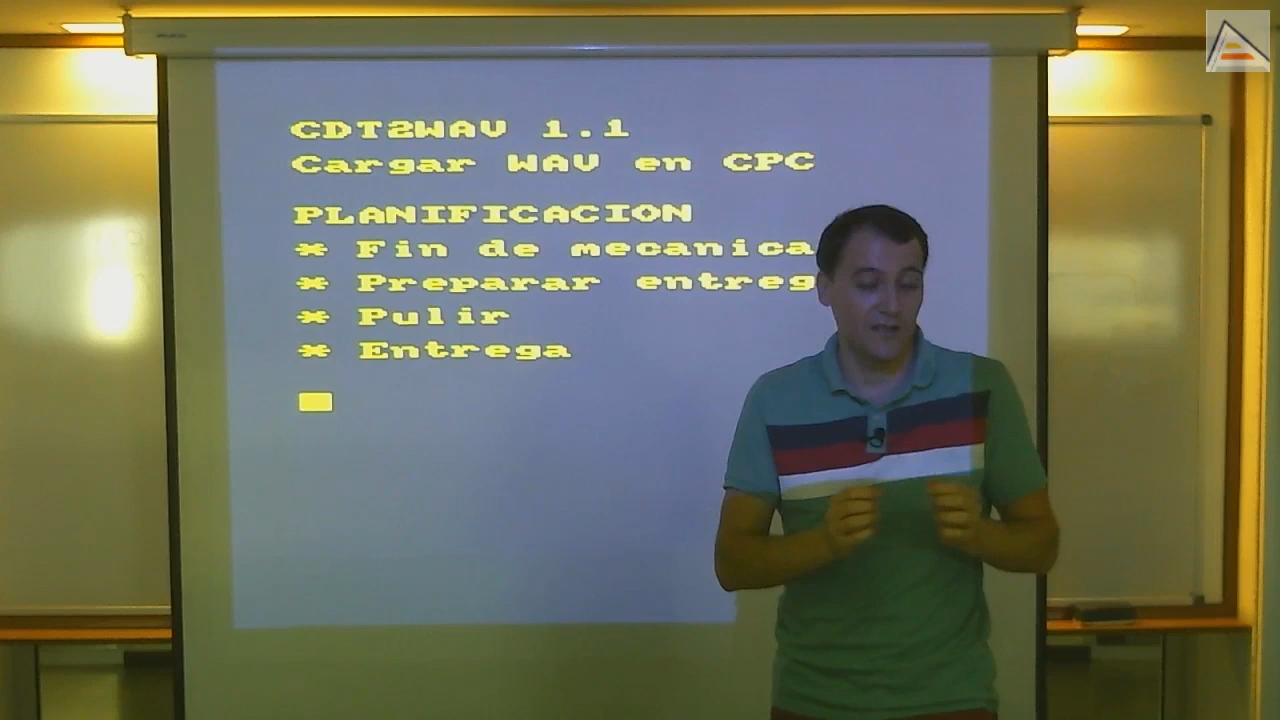 CDT2WAV 1.1
Cargar WAV en CPC
PLANIFICACION
* Fin de mecanica
* Preparar entreg
* Pulir
* Entrega